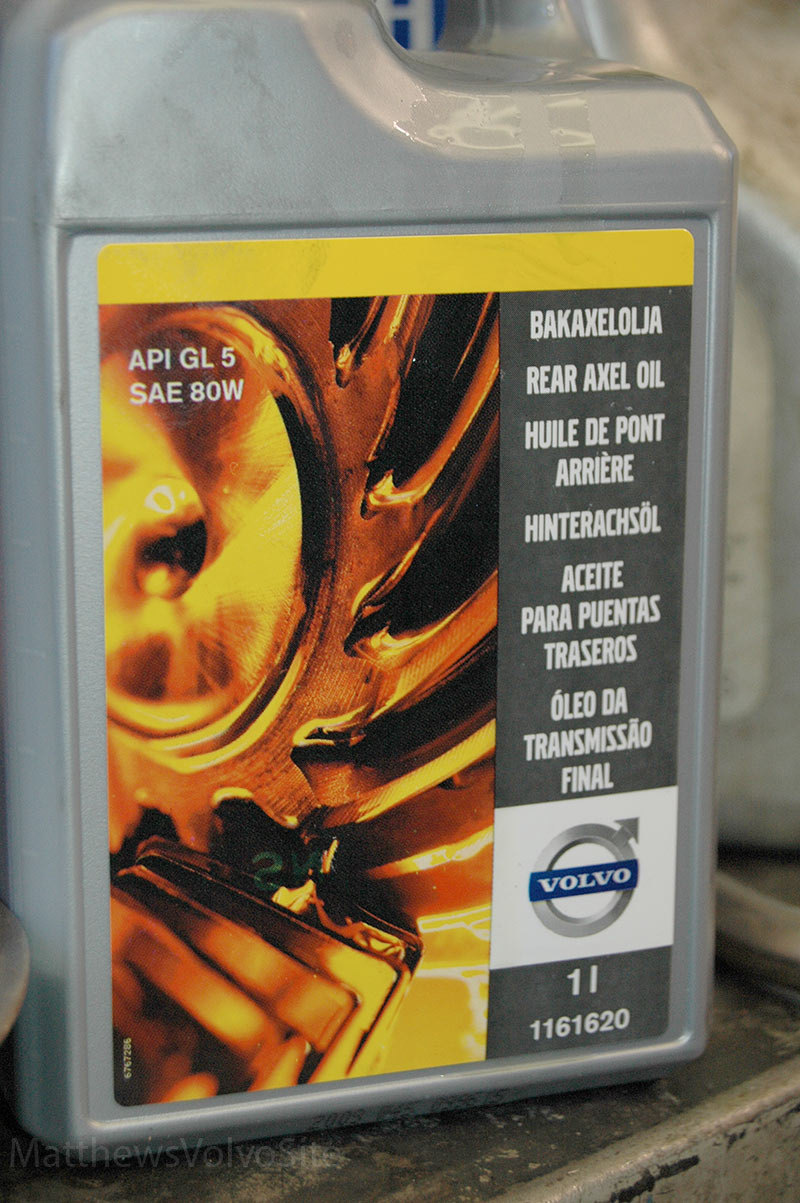 API GL 5
SAE 80W
BAKAXELOLJA
REAR AXEL OIL
HUILE DE PONT
ARRIÈRE
HINTERACHSÖL
ACEITE
PARA PUENTAS
TRASEROS
ÓLEO DA
TRANSMISSÃO
FINAL
VOLVO
1 l
1161620
6767286
MatthewsVolvoSite